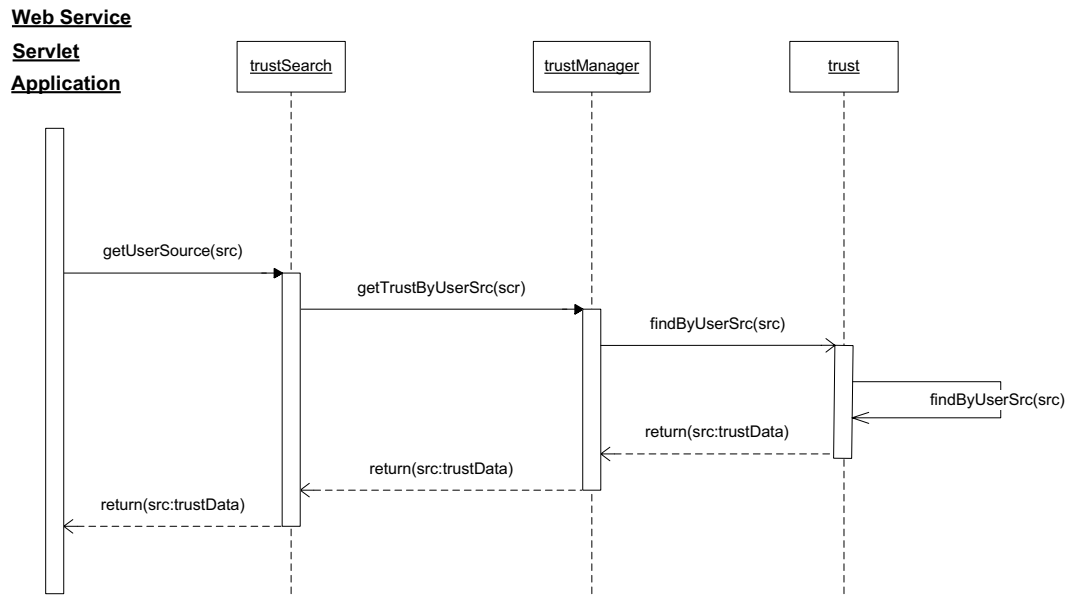 Web Service
Servlet
Application
trustSearch
trustManager
trust
getUserSource(src)
getTrustByUserSrc(scr)
findByUserSrc(src)
findByUserSrc(src)
return(src:trustData)
return(src:trustData)
return(src:trustData)